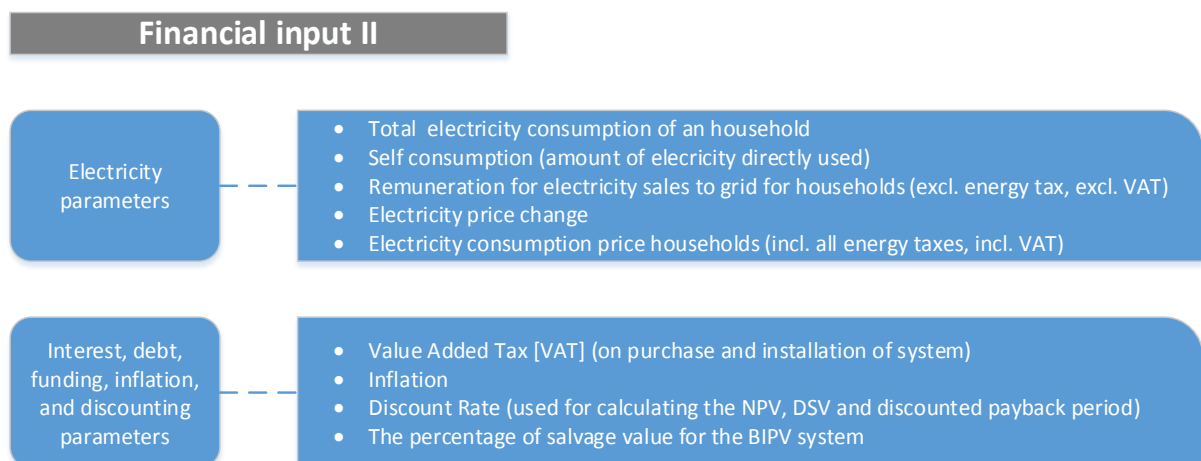 Financial input II
Electricity
parameters
• Total  electricity consumption of an household
• Self consumption (amount of elecricity directly used)
• Remuneration for electricity sales to grid for households (excl. energy tax, excl. VAT)
• Electricity price change
• Electricity consumption price households (incl. all energy taxes, incl. VAT)
Interest, debt,
funding, inflation,
and discounting
parameters
• Value Added Tax [VAT] (on purchase and installation of system)
• Inflation
• Discount Rate (used for calculating the NPV, DSV and discounted payback period)
• The percentage of salvage value for the BIPV system